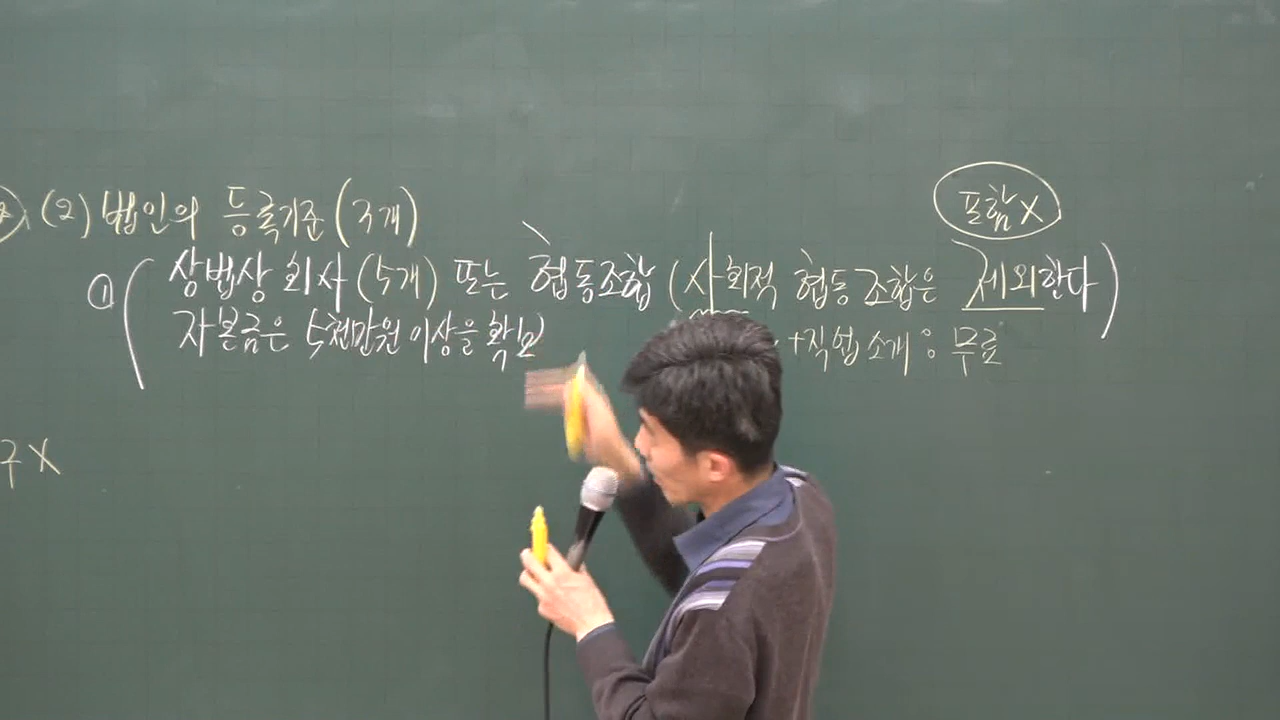 (2) 법인의 등록기준(3개)
포함X
① 상법상 회사(5개) 또는 협동조합(사회적 협동조합은 제외한다)
자본금은 5천만원 이상을 확보 +직업소개 : 무료
구X